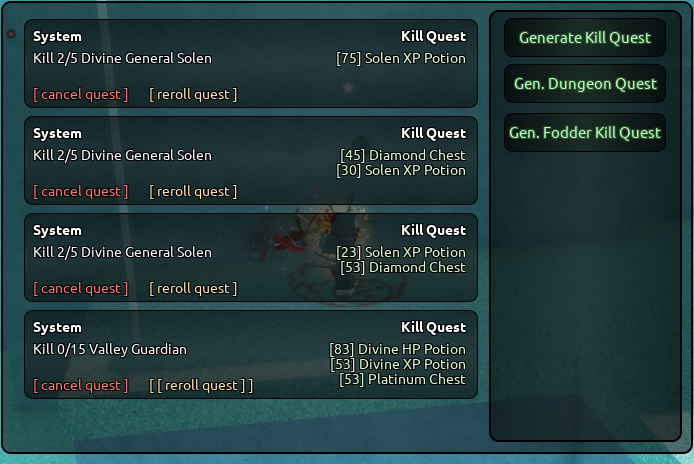 System Kill Quest
Kill 2/5 Divine General Solen [75] Solen XP Potion
[ cancel quest ] [ reroll quest ]
System Kill Quest
Kill 2/5 Divine General Solen [45] Diamond Chest
[30] Solen XP Potion
[ cancel quest ] [ reroll quest ]
System Kill Quest
Kill 2/5 Divine General Solen [23] Solen XP Potion
[53] Diamond Chest
[ cancel quest ] [ reroll quest ]
System Kill Quest
Kill 0/15 Valley Guardian [83] Divine HP Potion
[53] Divine XP Potion
[53] Platinum Chest
[ cancel quest ] [ [ reroll quest ] ]
Generate Kill Quest
Gen. Dungeon Quest
Gen. Fodder Kill Quest